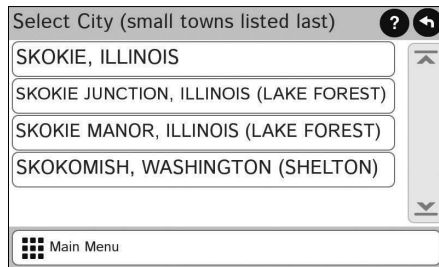 Select City (small towns listed last) ?
SKOKIE, ILLINOIS
SKOKIE JUNCTION, ILLINOIS (LAKE FOREST)
SKOKIE MANOR, ILLINOIS (LAKE FOREST)
SKOKOMISH, WASHINGTON (SHELTON)
Main Menu